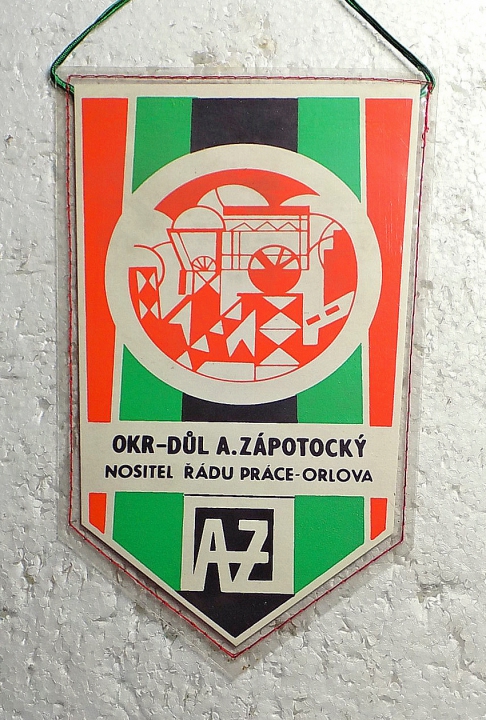 OKR-DŮL A.ZÁPOTOCKÝ
NOSITEL ŘÁDU PRÁCE-ORLOVA
AZ